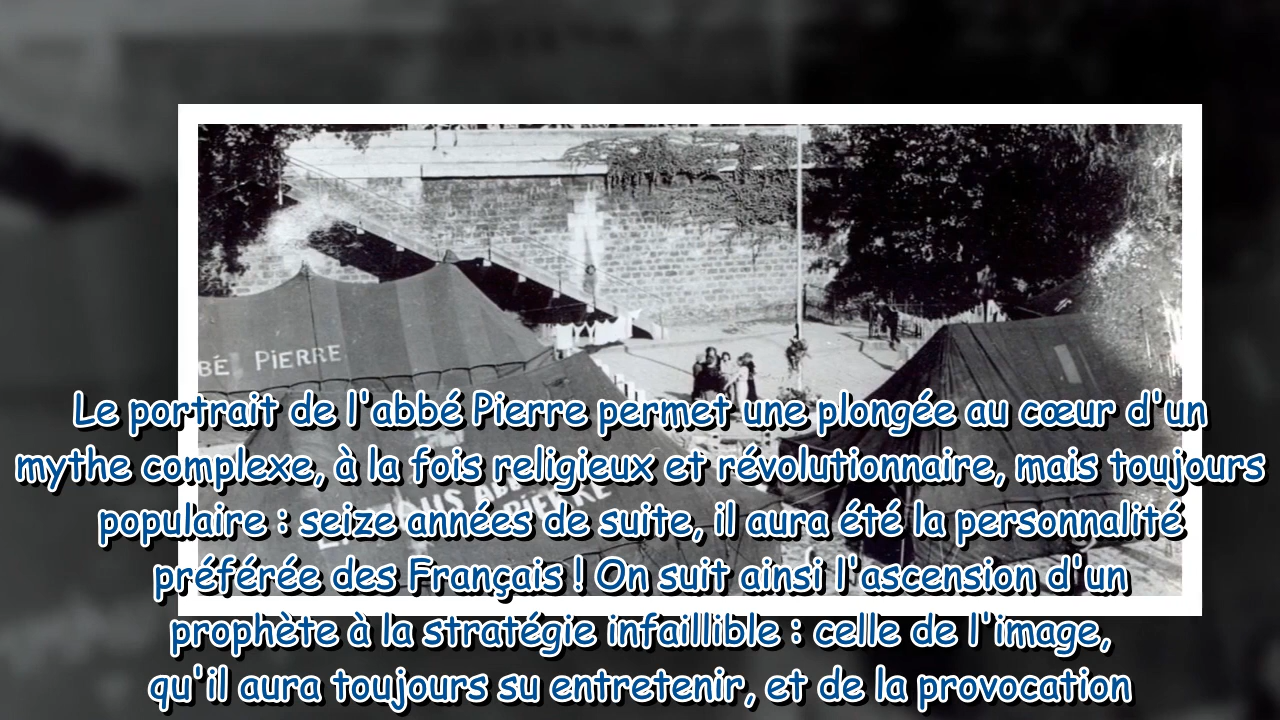 BÉ PIERRE
Le portrait de l'abbé Pierre permet une plongée au cœur d'un
mythe complexe, à la fois religieux et révolutionnaire, mais toujours
populaire : seize années de suite, il aura été la personnalité
préférée des Français ! On suit ainsi l'ascension d'un
prophète à la stratégie infaillible : celle de l'image,
qu'il aura toujours su entretenir, et de la provocation
PIERRE